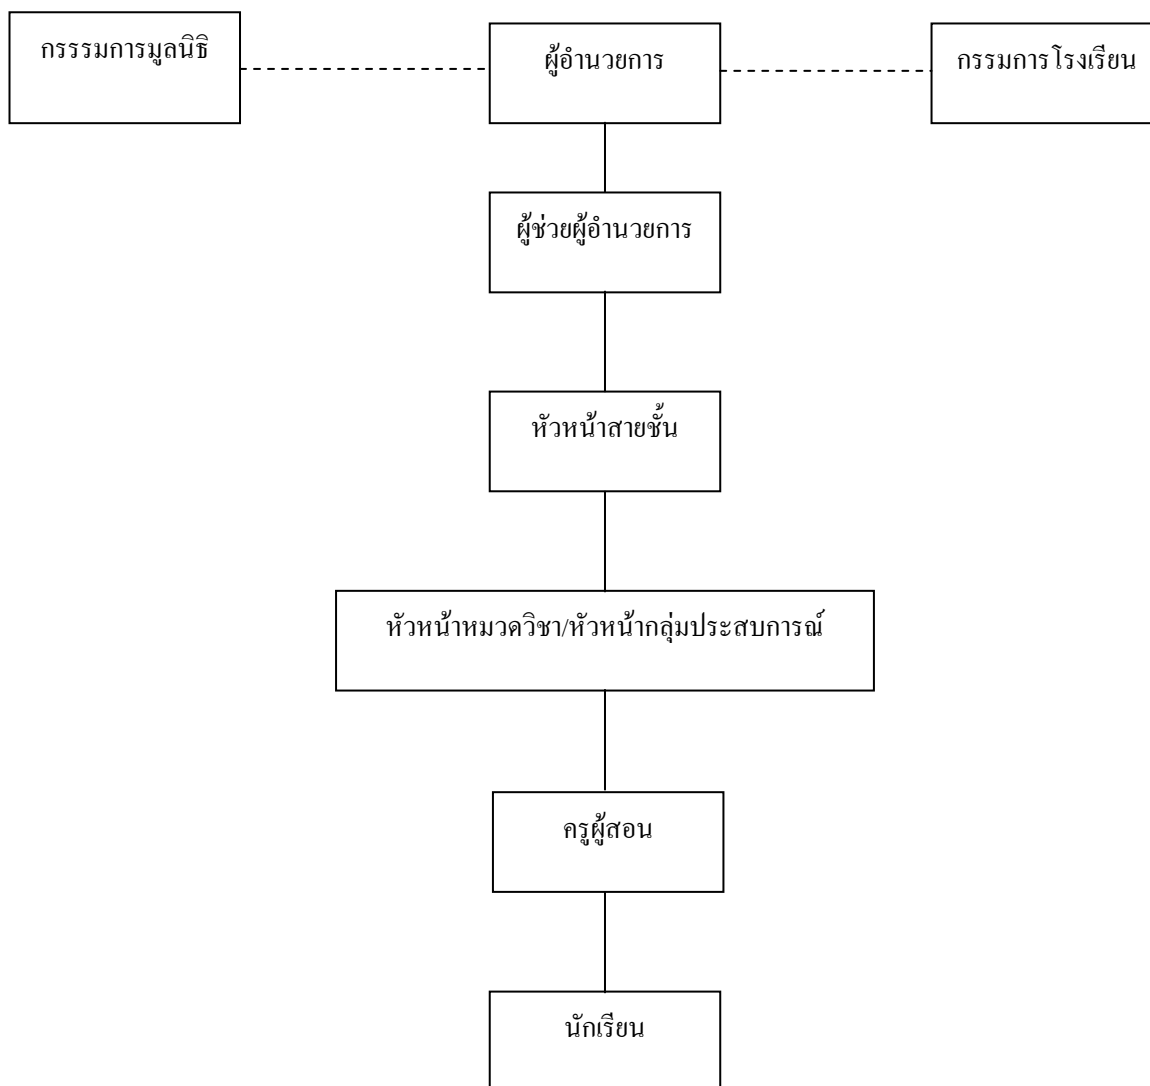 กรรรมการมูลนิธิ
ผู้อำนวยการ
กรรมการโรงเรียน
ผู้ช่วยผู้อำนวยการ
หัวหน้าสายชั้น
หัวหน้าหมวดวิชา/หัวหน้ากลุ่มประสบการณ์
ครูผู้สอน
นักเรียน